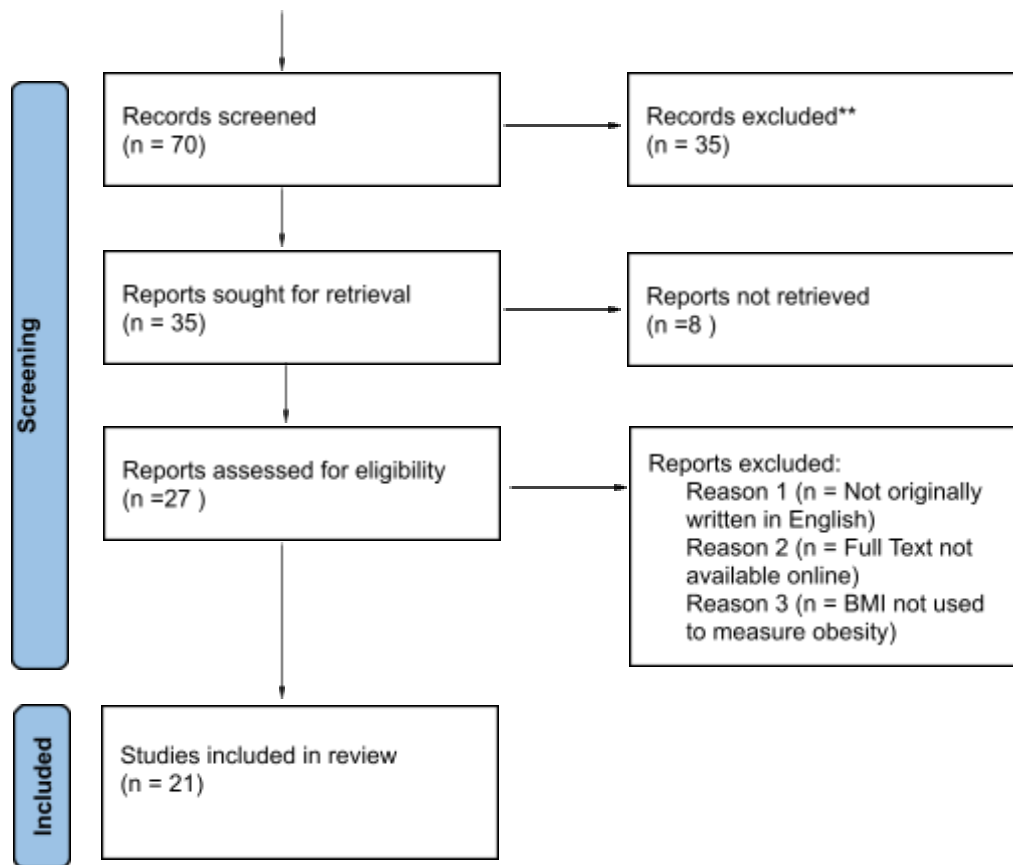 Screening
Records screened
(n = 70)
Records excluded**
(n = 35)
Reports sought for retrieval
(n = 35)
Reports not retrieved
(n =8 )
Reports assessed for eligibility
(n =27 )
Reports excluded:
Reason 1 (n = Not originally
written in English)
Reason 2 (n = Full Text not
available online)
Reason 3 (n = BMI not used
to measure obesity)
Included
Studies included in review
(n = 21)